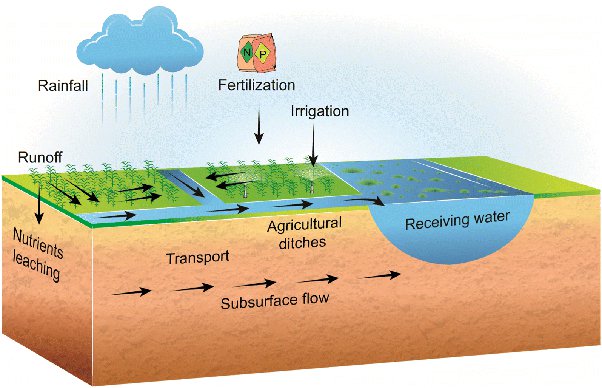 Rainfall
N P
Fertilization
Irrigation
Runoff
Nutrients
leaching
Agricultural
ditches
Receiving water
Transport
Subsurface flow